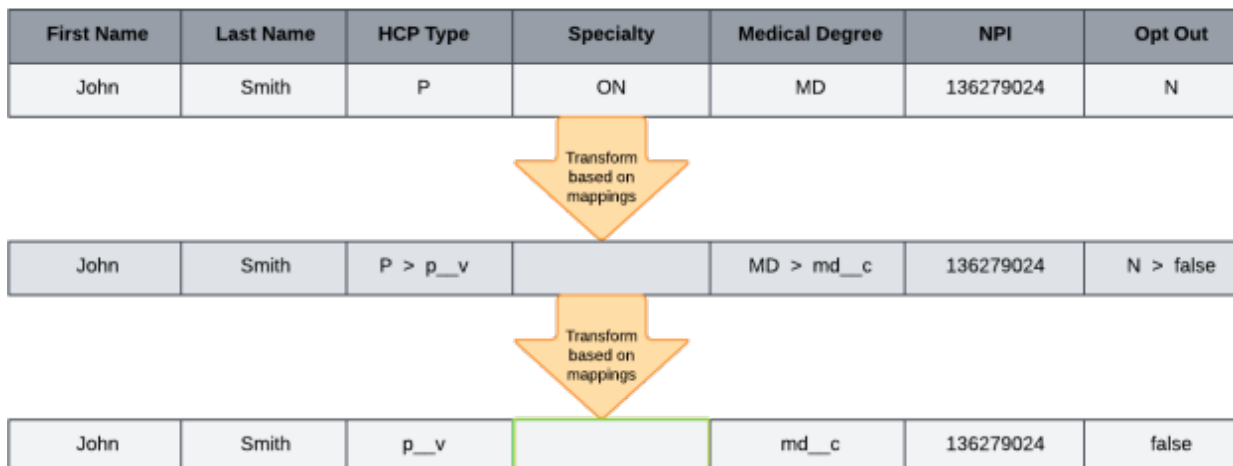 First Name Last Name HCP Type Specialty Medical Degree NPI Opt Out
John Smith P ON MD 136279024 N
Transform
based on
mappings
John Smith P > p__v MD > md__c 136279024 N > false
Transform
based on
mappings
John Smith p__v md__c 136279024 false